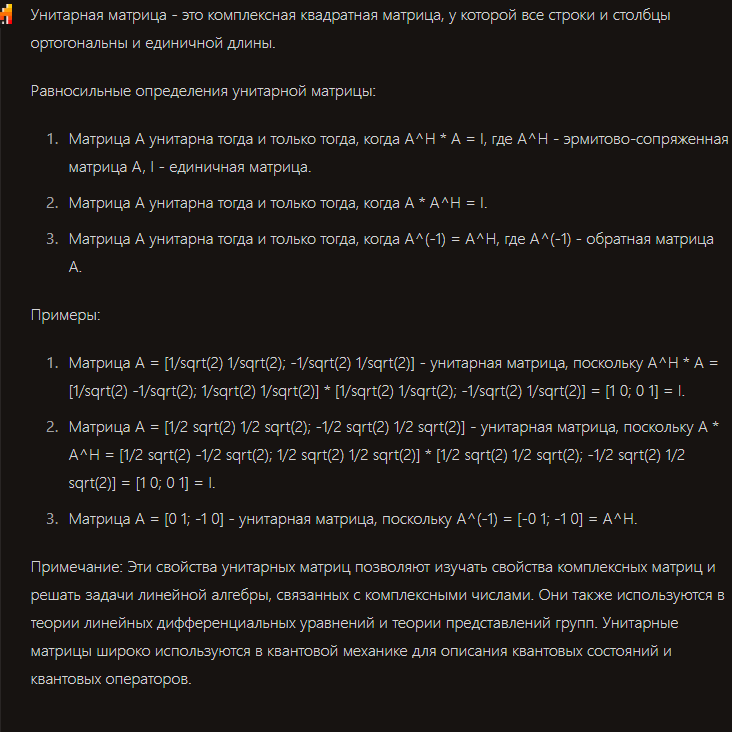 Унитарная матрица - это комплексная квадратная матрица, у которой все строки и столбцы
ортогональны и единичной длины.
Равносильные определения унитарной матрицы:
1. Матрица A унитарна тогда и только тогда, когда A^H * A = I, где A^H - эрмитово-сопряженная
матрица A, I - единичная матрица.
2. Матрица A унитарна тогда и только тогда, когда A * A^H = I.
3. Матрица A унитарна тогда и только тогда, когда A^(-1) = A^H, где A^(-1) - обратная матрица
A.
Примеры:
1. Матрица A = [1/sqrt(2) 1/sqrt(2); -1/sqrt(2) 1/sqrt(2)] - унитарная матрица, поскольку A^H * A =
[1/sqrt(2) -1/sqrt(2); 1/sqrt(2) 1/sqrt(2)] * [1/sqrt(2) 1/sqrt(2); -1/sqrt(2) 1/sqrt(2)] = [1 0; 0 1] = I.
2. Матрица A = [1/2 sqrt(2) 1/2 sqrt(2); -1/2 sqrt(2) 1/2 sqrt(2)] - унитарная матрица, поскольку A *
A^H = [1/2 sqrt(2) -1/2 sqrt(2); 1/2 sqrt(2) 1/2 sqrt(2)] * [1/2 sqrt(2) 1/2 sqrt(2); -1/2 sqrt(2) 1/2
sqrt(2)] = [1 0; 0 1] = I.
3. Матрица A = [0 1; -1 0] - унитарная матрица, поскольку A^(-1) = [-0 1; -1 0] = A^H.
Примечание: Эти свойства унитарных матриц позволяют изучать свойства комплексных матриц и
решать задачи линейной алгебры, связанных с комплексными числами. Они также используются в
теории линейных дифференциальных уравнений и теории представлений групп. Унитарные
матрицы широко используются в квантовой механике для описания квантовых состояний и
квантовых операторов.